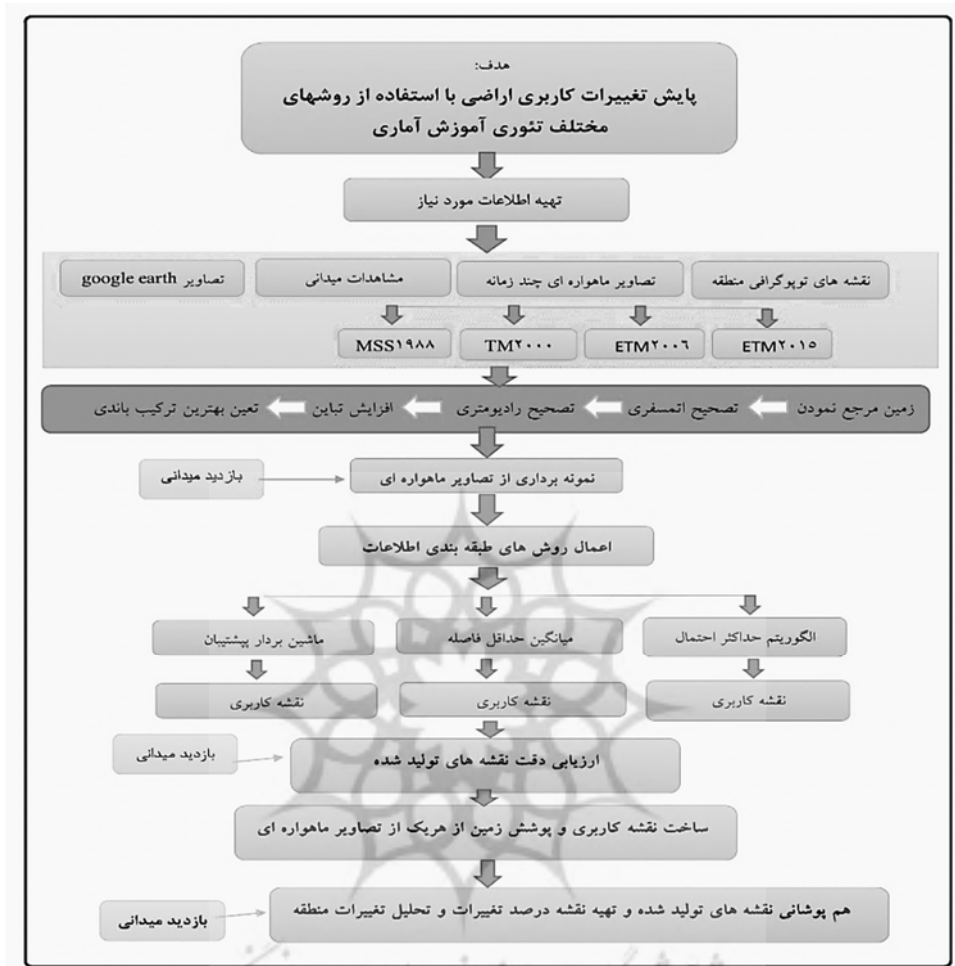 هدف:
پایش تغییرات کاربری اراضی با استفاده از روشهای
مختلف تئوری آموزش آماری
تهیه اطلاعات مورد نیاز
نقشه های توپوگرافی منطقه
تصاویر ماهواره ای چند زمانه
مشاهدات میدانی
تصاویر google earth
ETM۲۰۱۵
ETM۲۰۰۶
TM۲۰۰۰
MSS۱۹۸۸
زمین مرجع نمودن
تصحیح اتمسفری
تصحیح رادیومتری
افزایش تباین
تعین بهترین ترکیب باندی
نمونه برداری از تصاویر ماهواره ای
بازدید میدانی
اعمال روش های طبقه بندی اطلاعات
الگوریتم حداکثر احتمال
میانگین حداقل فاصله
ماشین بردار پیشتیبان
نقشه کاربری
نقشه کاربری
نقشه کاربری
ارزیابی دقت نقشه های تولید شده
بازدید میدانی
ساخت نقشه کاربری و پوشش زمین از هریک از تصاویر ماهواره ای
هم پوشانی نقشه های تولید شده و تهیه نقشه درصد تغییرات و تحلیل تغییرات منطقه
بازدید میدانی